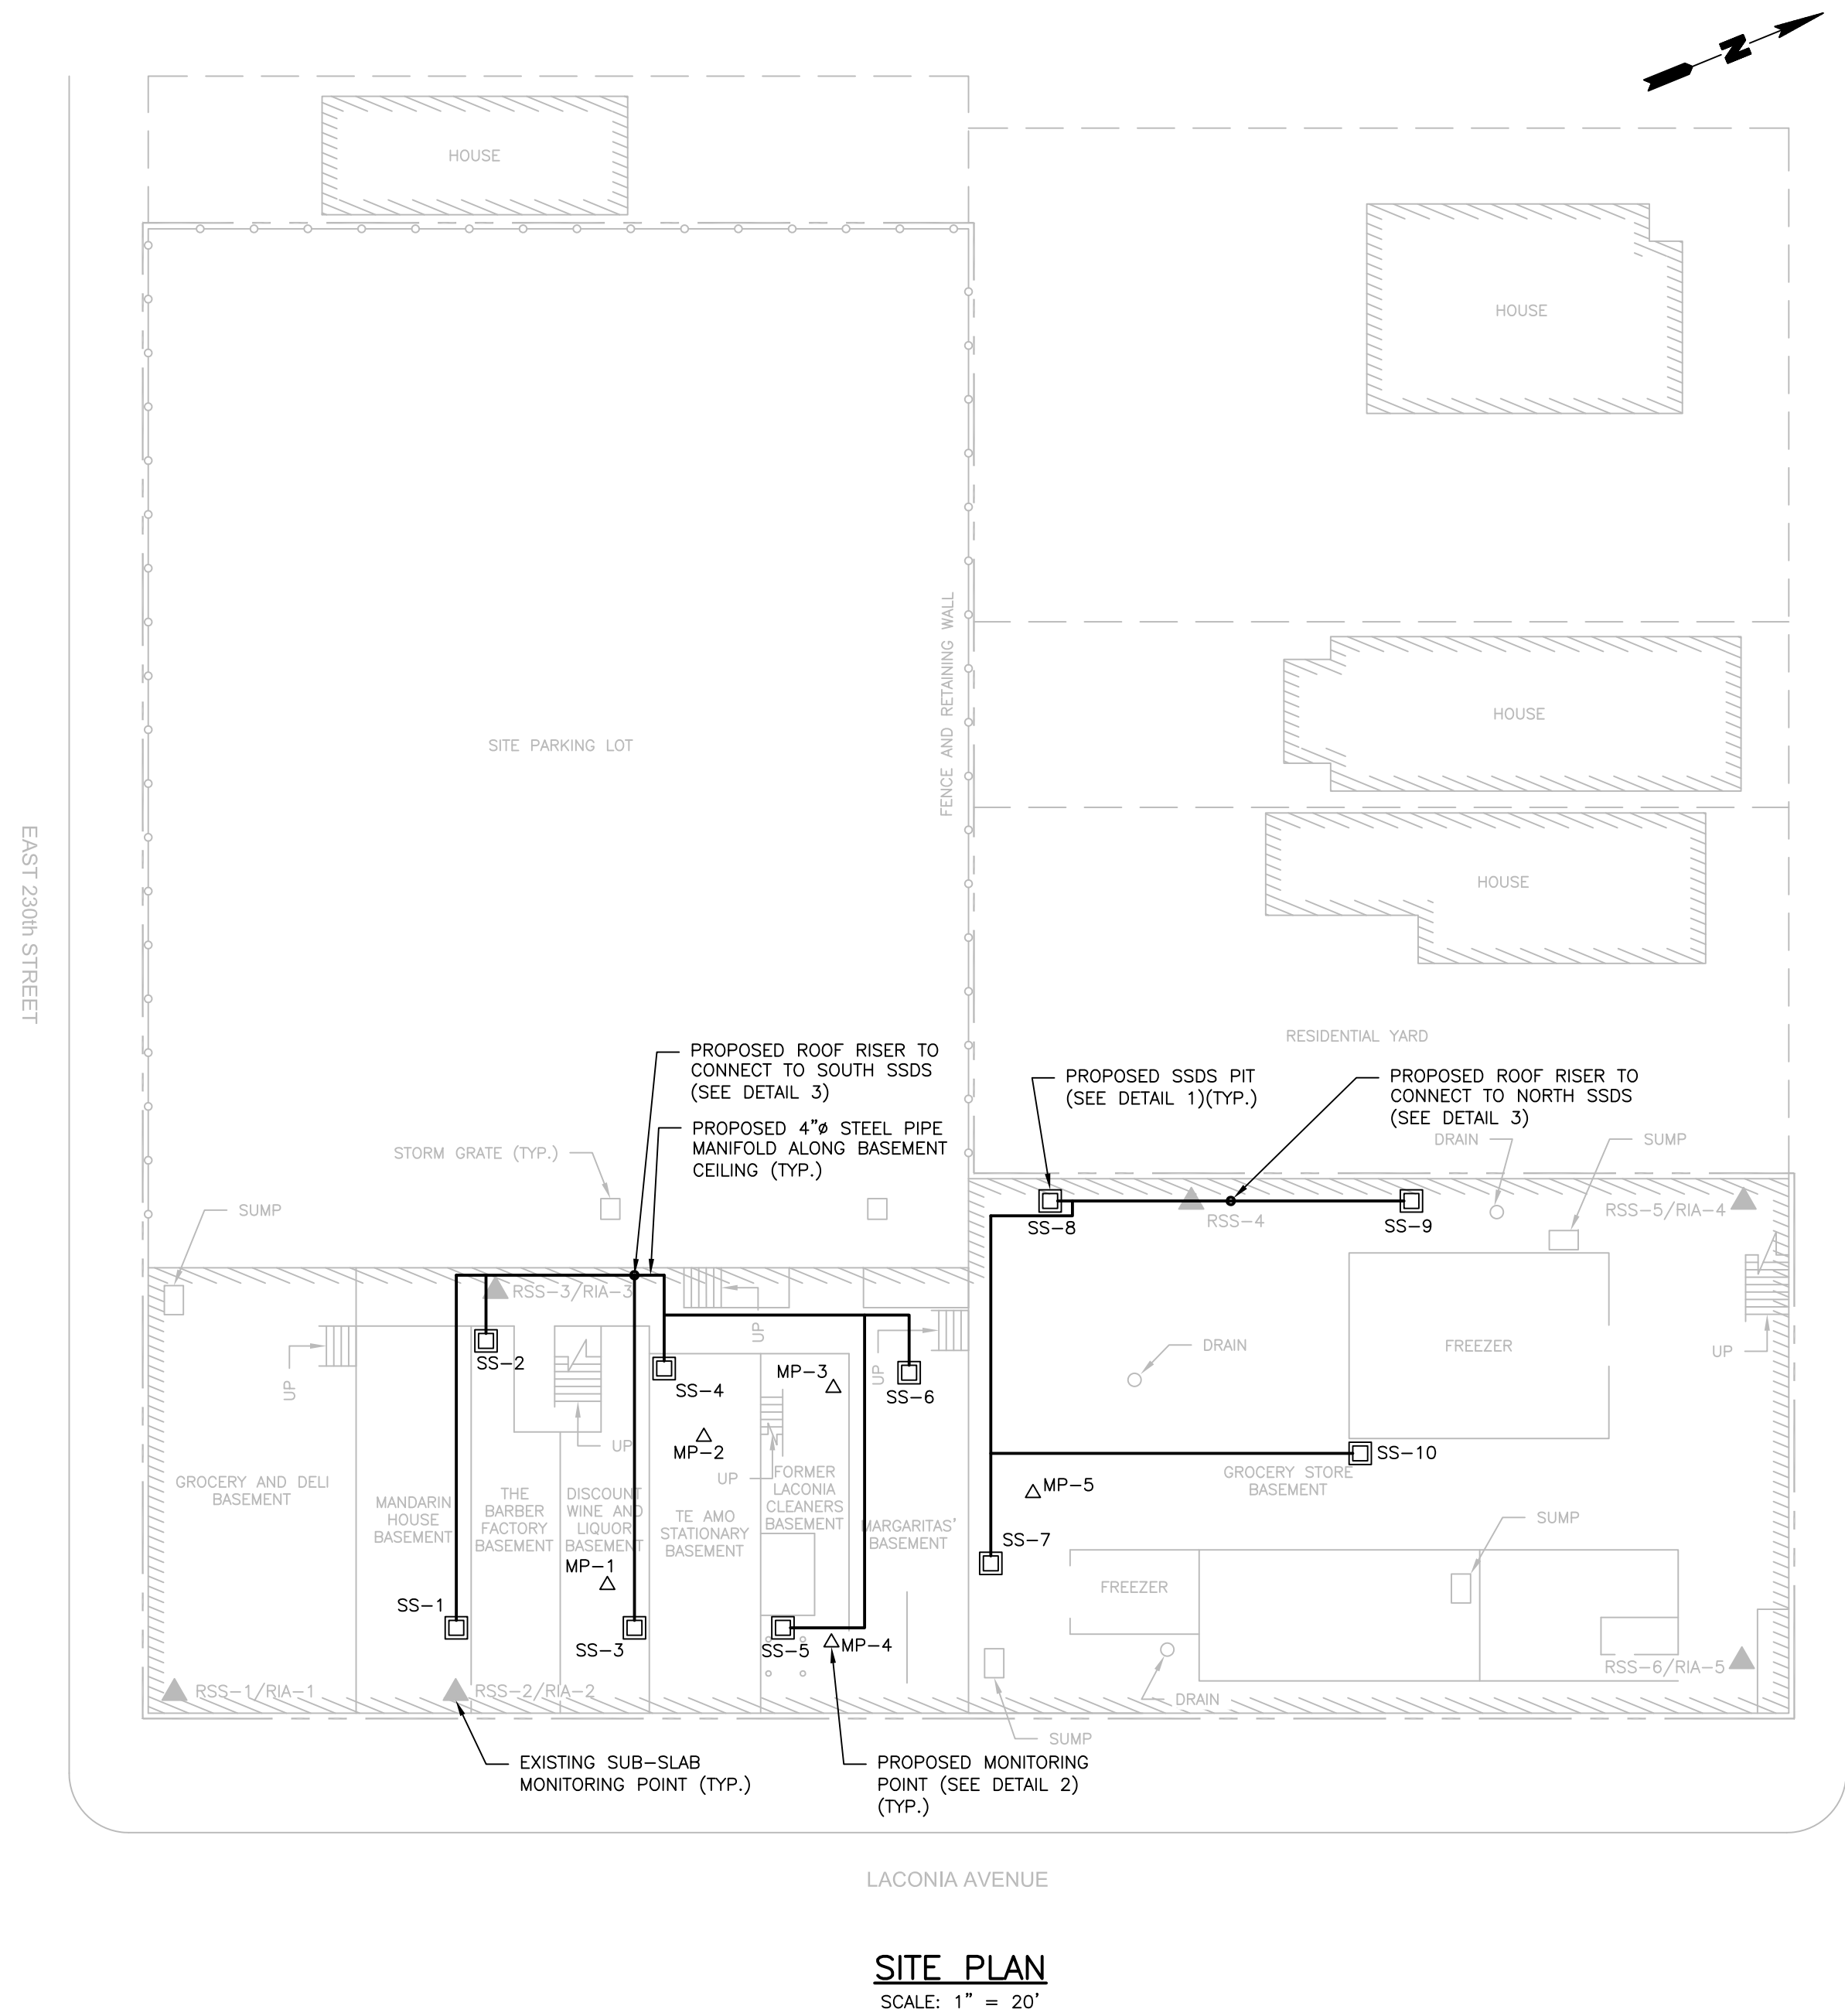 N
HOUSE
HOUSE
FENCE AND RETAINING WALL
SITE PARKING LOT
HOUSE
HOUSE
EAST 230th STREET
RESIDENTIAL YARD
PROPOSED ROOF RISER TO
CONNECT TO SOUTH SSDS
(SEE DETAIL 3)
PROPOSED SSDS PIT
(SEE DETAIL 1)(TYP.)
PROPOSED ROOF RISER TO
CONNECT TO NORTH SSDS
(SEE DETAIL 3)
PROPOSED 4"ø STEEL PIPE
MANIFOLD ALONG BASEMENT
CEILING (TYP.)
STORM GRATE (TYP.)
DRAIN
SUMP
SUMP
SS-8
RSS-4
SS-9
RSS-5/RIA-4
RSS-3/RIA-3
UP
UP
SS-2
UP
SS-4
MP-3
UP
SS-6
DRAIN
FREEZER
UP
UP
MP-2
UP
SS-10
GROCERY AND DELI
BASEMENT
MANDARIN
HOUSE
BASEMENT
THE
BARBER
FACTORY
BASEMENT
DISCOUNT
WINE AND
LIQUOR
BASEMENT
TE AMO
STATIONARY
BASEMENT
FORMER
LACONIA
CLEANERS
BASEMENT
MARGARITAS'
BASEMENT
MP-5
GROCERY STORE
BASEMENT
SUMP
SS-7
MP-1
FREEZER
SS-1
SS-3
SS-5
MP-4
RSS-6/RIA-5
RSS-1/RIA-1
RSS-2/RIA-2
DRAIN
SUMP
EXISTING SUB-SLAB
MONITORING POINT (TYP.)
PROPOSED MONITORING
POINT (SEE DETAIL 2)
(TYP.)
LACONIA AVENUE
SITE PLAN
SCALE: 1" = 20'